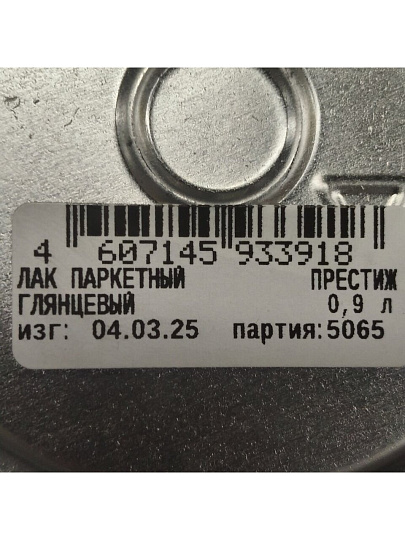 4 607145 933918
ЛАК ПАРКЕТНЫЙ ПРЕСТИЖ
ГЛЯНЦЕВЫЙ 0,9 л
изг: 04.03.25 партия:5065